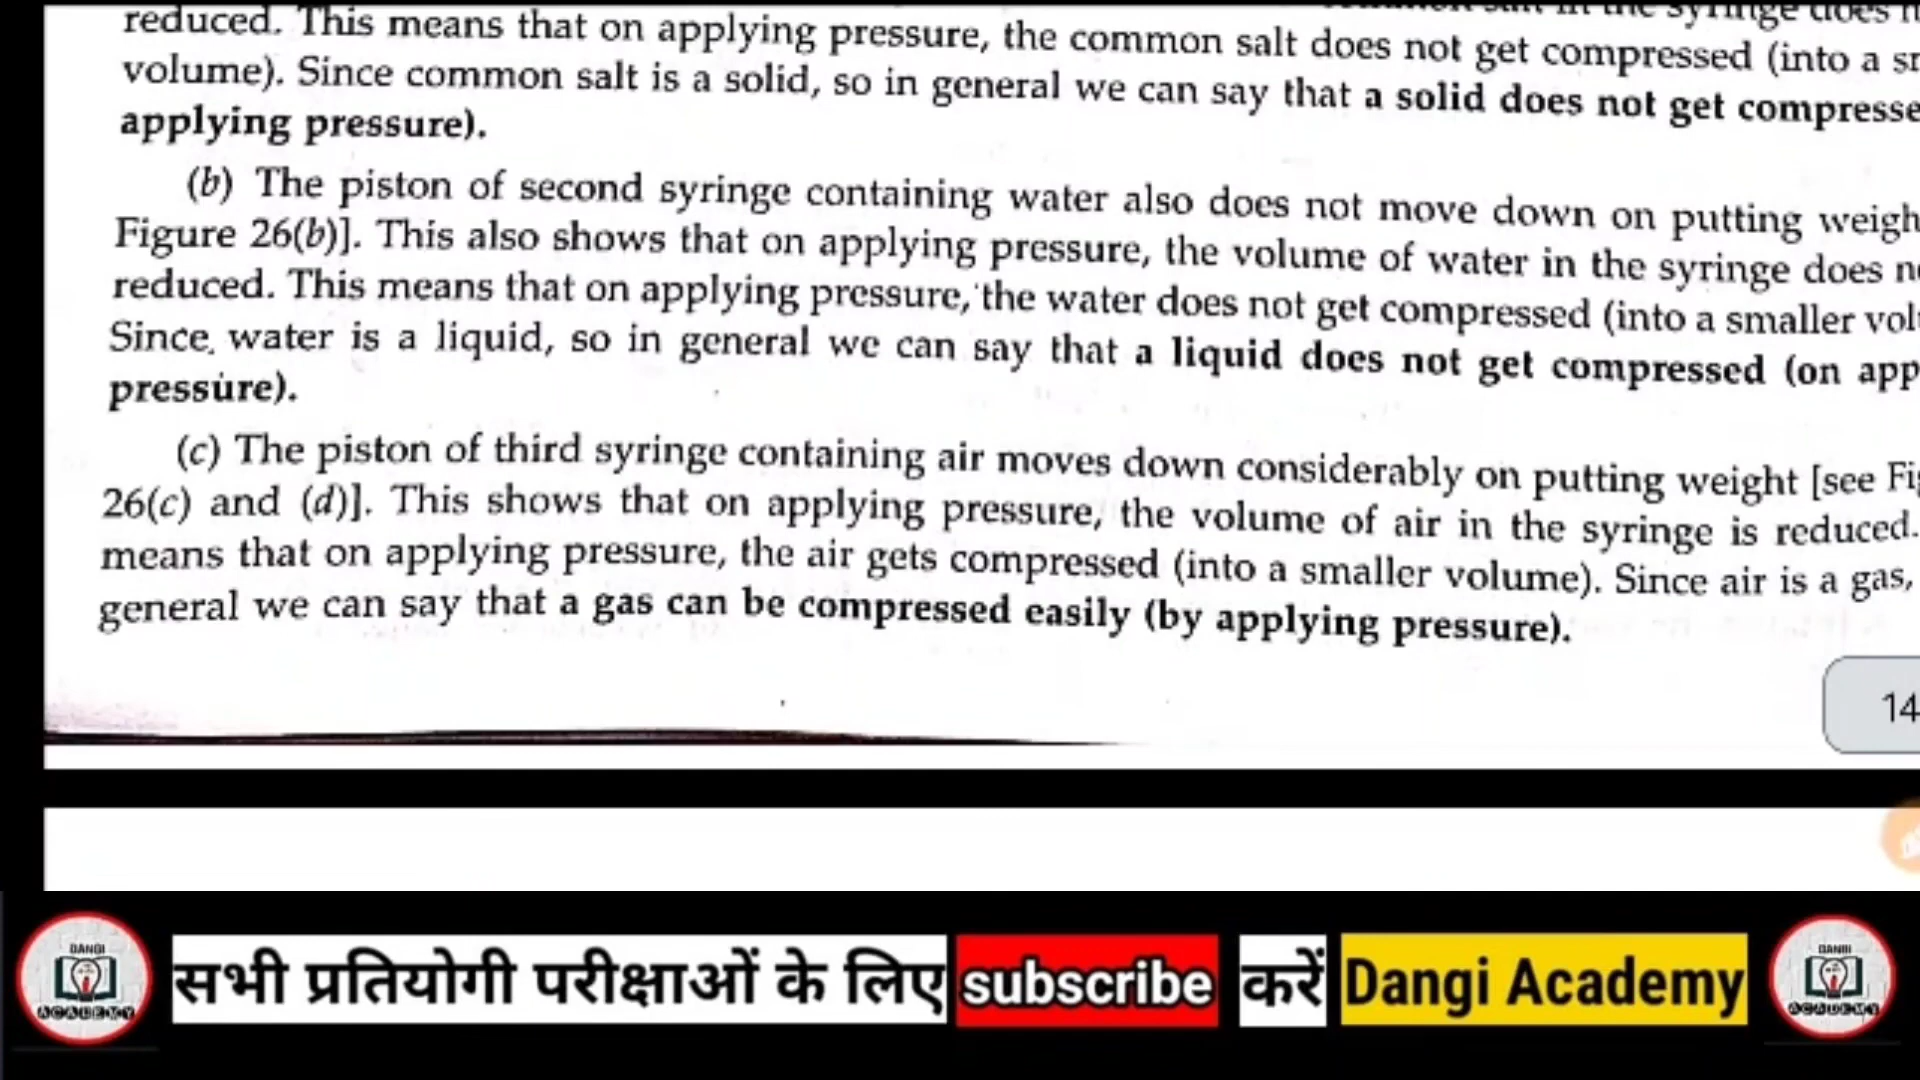 reduced. This means that on applying pressure, the common salt does not get compressed (into a
volume). Since common salt is a solid, so in general we can say that a solid does not get
applying pressure).
(b) The piston of second syringe containing water also does not move down on putting
Figure 26(b)]. This also shows that on applying pressure, the volume of water in the syringe does
reduced. This means that on applying pressure, the water does not get compressed (into a smaller
Since water is a liquid, so in general we can say that a liquid does not get compressed (on
pressure).
(c) The piston of third syringe containing air moves down considerably on putting weight [see
26(c) and (d)]. This shows that on applying pressure, the volume of air in the syringe is reduced.
means that on applying pressure, the air gets compressed (into a smaller volume). Since air is a gas,
general we can say that a gas can be compressed easily (by applying pressure).
14
DANGI
ACADEMY
सभी प्रतियोगी परीक्षाओं के लिए subscribe करें Dangi Academy
DANGI
ACADEMY